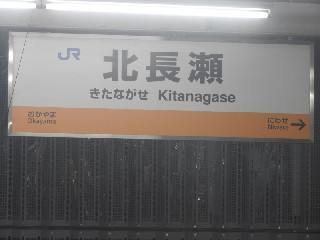 JR 北長瀬
きたながせ Kitanagase
おかやま にわせ
Okayama Niwase →